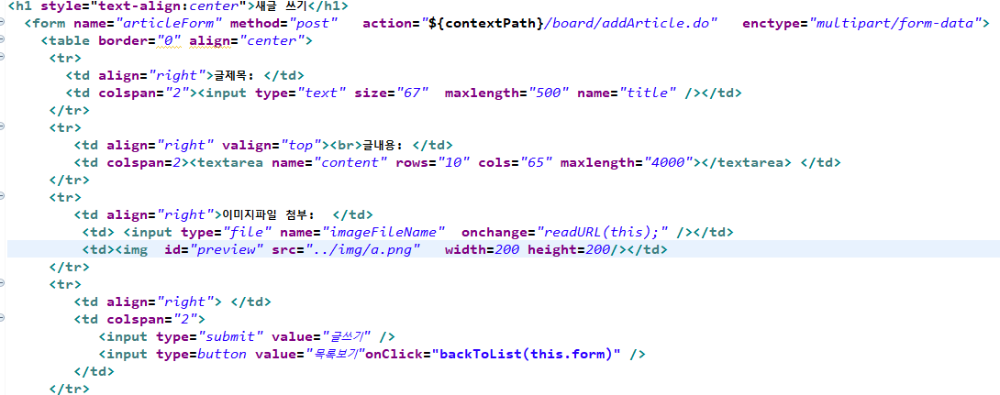 <h1 style="text-align:center">새글 쓰기</h1>
<form name="articleForm" method="post"   action="${contextPath}/board/addArticle.do"   enctype="multipart/form-data">
<table border="0" align="center">
<tr>
<td align="right">글제목: </td>
<td colspan="2"><input type="text" size="67"  maxlength="500" name="title" /></td>
</tr>
<tr>
<td align="right" valign="top"><br>글내용: </td>
<td colspan=2><textarea name="content" rows="10" cols="65" maxlength="4000"></textarea> </td>
</tr>
<tr>
<td align="right">이미지파일 첨부:  </td>
<td> <input type="file" name="imageFileName"  onchange="readURL(this);" /></td>
<td><img  id="preview" src="../img/a.png"   width=200 height=200/></td>
</tr>
<tr>
<td align="right"> </td>
<td colspan="2">
<input type="submit" value="글쓰기" />
<input type=button value="목록보기"onClick="backToList(this.form)" />
</td>
</tr>